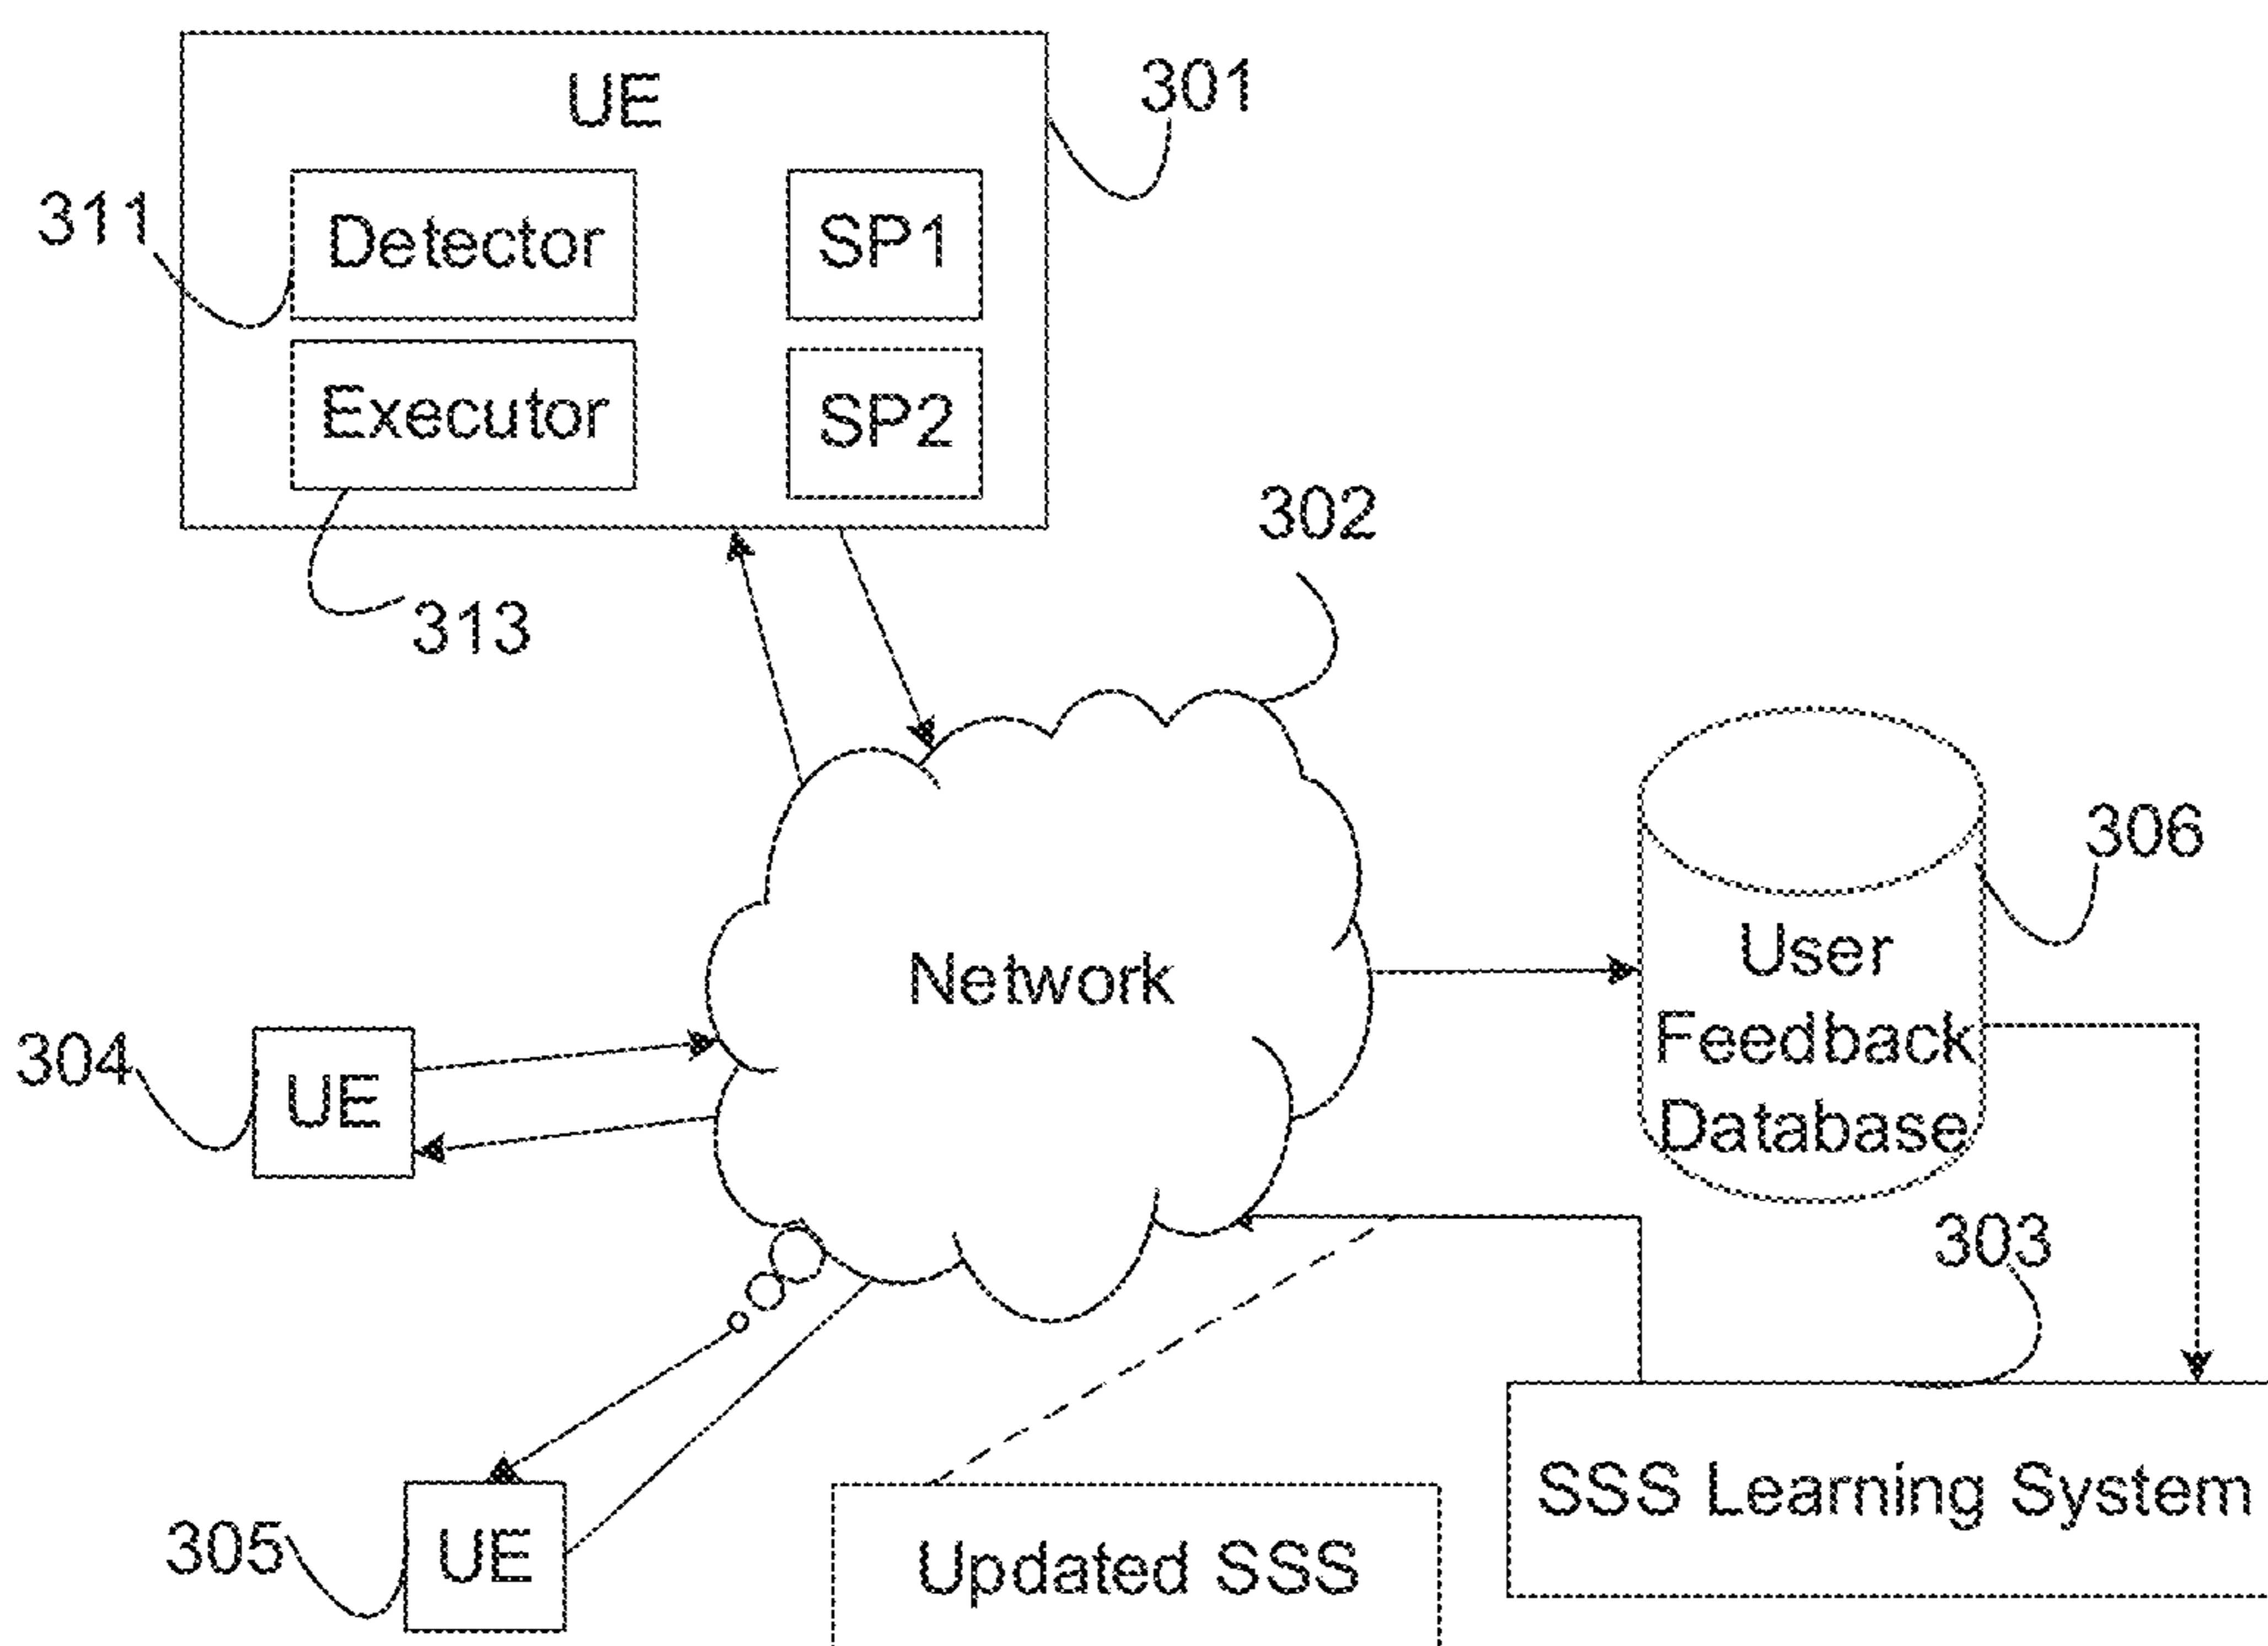 UE
301
311
Detector
SP1
Executor
SP2
302
313
306
Network
User
Feedback
Database
304
UE
303
SSS Learning System
305
UE
Updated SSS